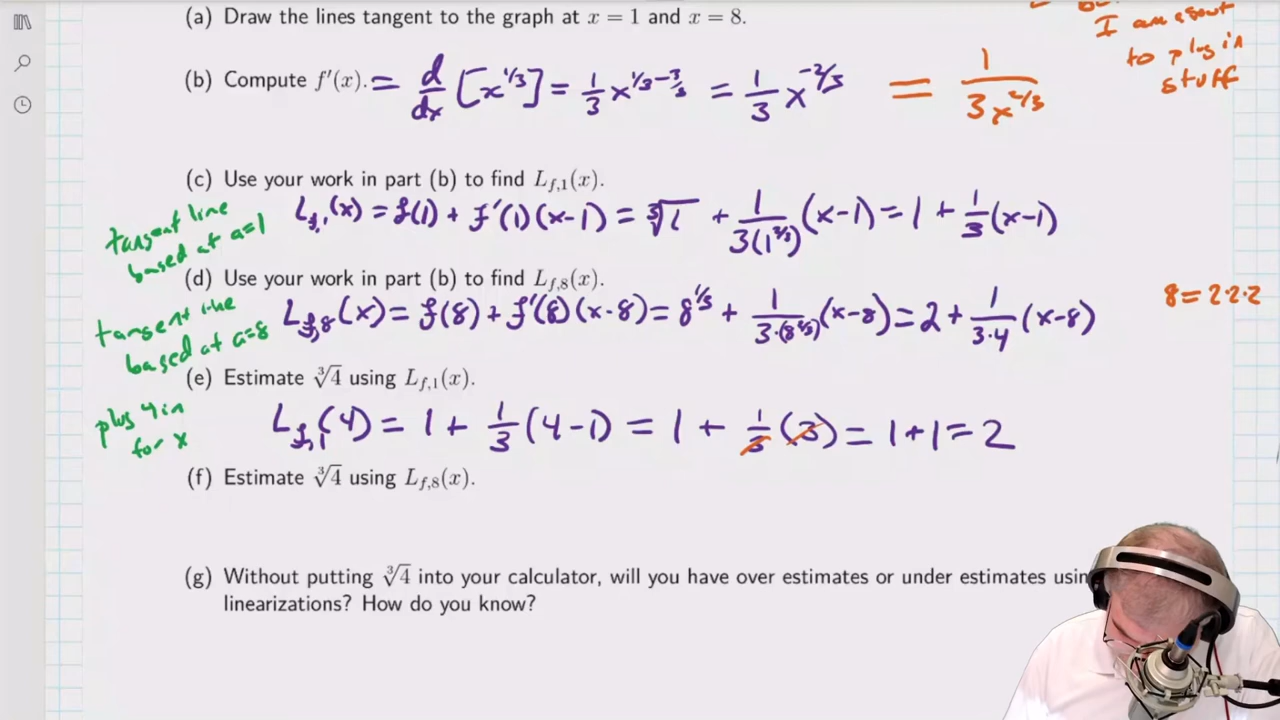 (a) Draw the lines tangent to the graph at x = 1 and x = 8.
I am about
to plug in
stuff
(b) Compute f′(x). = d/dx [x^{1/3}] = 1/3 x^{1/3 - 3/3} = 1/3 x^{-2/3} = 1/(3x^{2/3})
(c) Use your work in part (b) to find L_{f,1}(x).
tangent line
based at a=1
L_{f,1}(x) = f(1) + f′(1)(x-1) = ∛1 + 1/(3(1^{2/3})) (x-1) = 1 + 1/3 (x-1)
(d) Use your work in part (b) to find L_{f,8}(x).
tangent line
based at a=8
L_{f,8}(x) = f(8) + f′(8)(x-8) = 8^{1/3} + 1/(3·(8^{2/3})) (x-8) = 2 + 1/(3·4) (x-8)
8=2·2·2
(e) Estimate ∛4 using L_{f,1}(x).
plug 4 in
for x
L_{f,1}(4) = 1 + 1/3 (4-1) = 1 + 1/3 (3) = 1+1 = 2
(f) Estimate ∛4 using L_{f,8}(x).
(g) Without putting ∛4 into your calculator, will you have over estimates or under estimates usin
linearizations? How do you know?